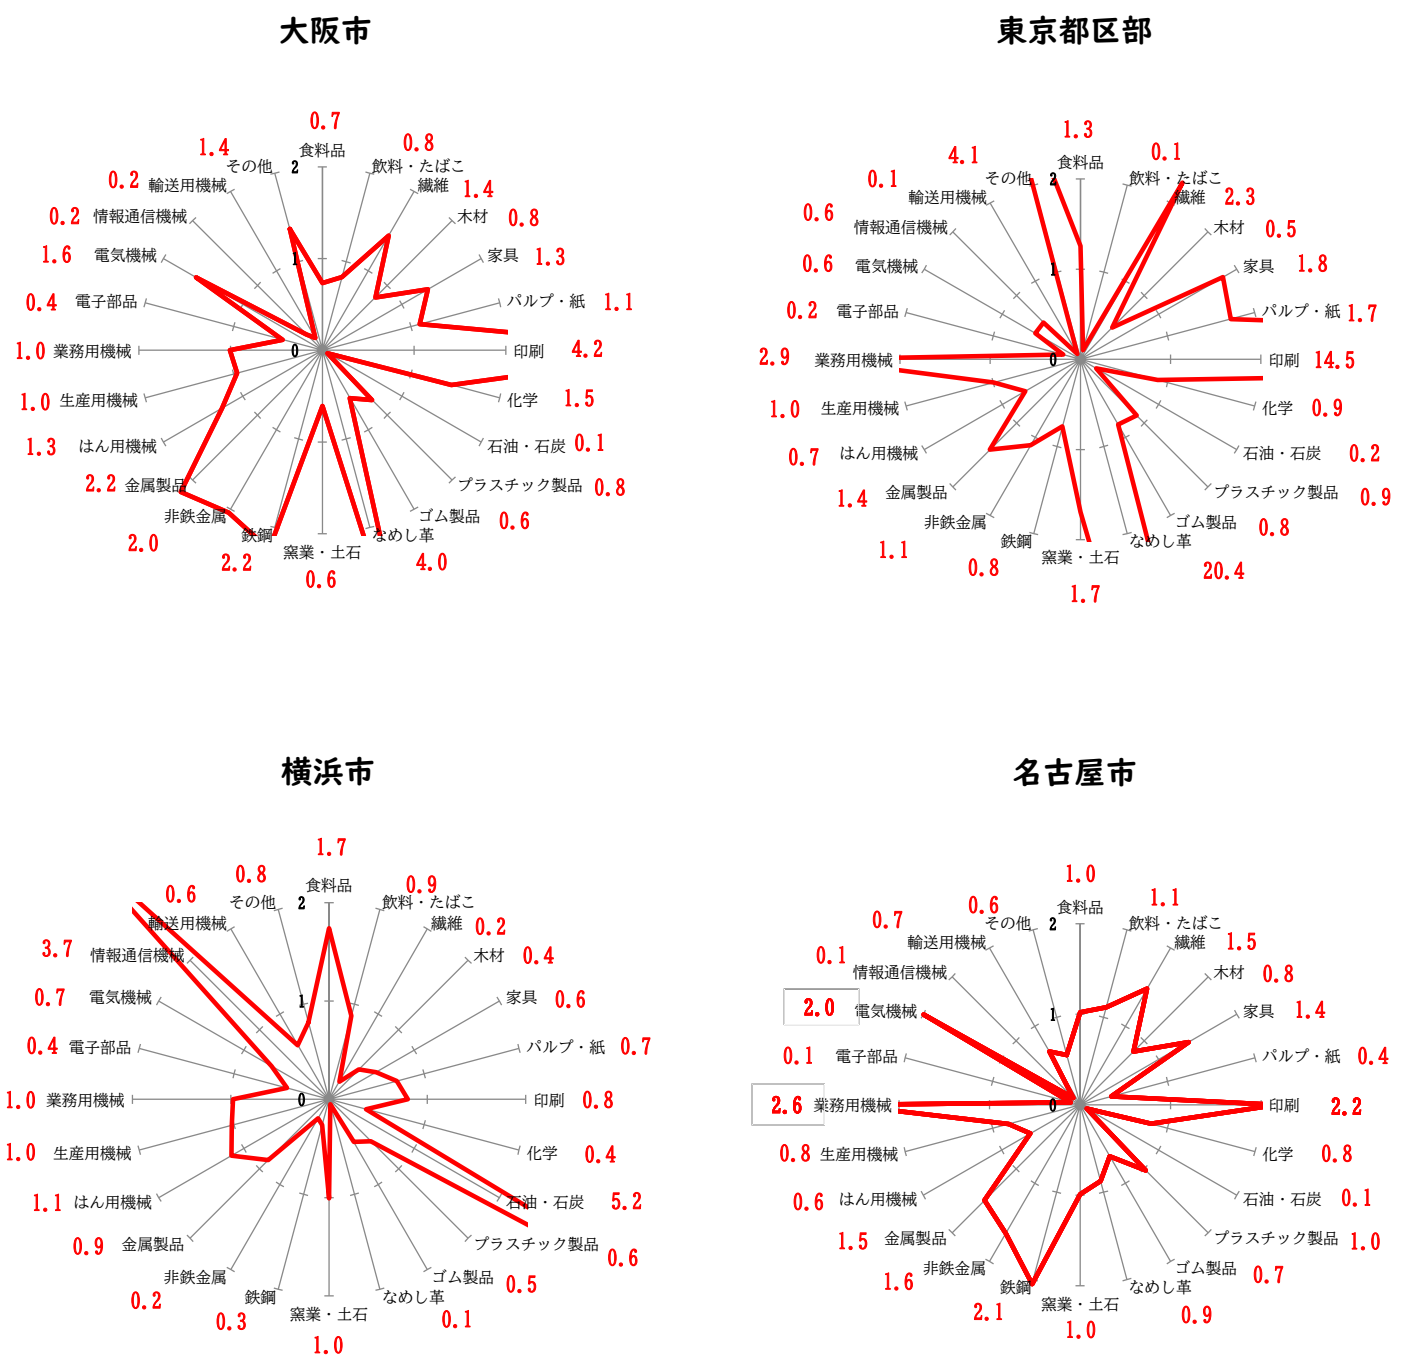 大阪市
0.7
食料品
0.8
飲料・たばこ
1.4
繊維
0.8
木材
1.3
家具
1.1
パルプ・紙
4.2
印刷
1.5
化学
0.1
石油・石炭
0.8
プラスチック製品
0.6
ゴム製品
4.0
なめし革
0.6
窯業・土石
2.2
鉄鋼
2.0
非鉄金属
2.2
金属製品
1.3
はん用機械
1.0
生産用機械
1.0
業務用機械
0.4
電子部品
1.6
電気機械
0.2
情報通信機械
0.2
輸送用機械
1.4
その他
2
1
0
東京都区部
1.3
食料品
0.1
飲料・たばこ
2.3
繊維
0.5
木材
1.8
家具
1.7
パルプ・紙
14.5
印刷
0.9
化学
0.2
石油・石炭
0.9
プラスチック製品
0.8
ゴム製品
20.4
なめし革
1.7
窯業・土石
0.8
鉄鋼
1.1
非鉄金属
1.4
金属製品
0.7
はん用機械
1.0
生産用機械
2.9
業務用機械
0.2
電子部品
0.6
電気機械
0.6
情報通信機械
0.1
輸送用機械
4.1
その他
2
1
0
横浜市
1.7
食料品
0.9
飲料・たばこ
0.2
繊維
0.4
木材
0.6
家具
0.7
パルプ・紙
0.8
印刷
0.4
化学
5.2
石油・石炭
0.6
プラスチック製品
0.5
ゴム製品
0.1
なめし革
1.0
窯業・土石
0.3
鉄鋼
0.2
非鉄金属
0.9
金属製品
1.1
はん用機械
1.0
生産用機械
1.0
業務用機械
0.4
電子部品
0.7
電気機械
3.7
情報通信機械
0.6
輸送用機械
0.8
その他
2
1
0
名古屋市
1.0
食料品
1.1
飲料・たばこ
1.5
繊維
0.8
木材
1.4
家具
0.4
パルプ・紙
2.2
印刷
0.8
化学
0.1
石油・石炭
1.0
プラスチック製品
0.7
ゴム製品
0.9
なめし革
1.0
窯業・土石
2.1
鉄鋼
1.6
非鉄金属
1.5
金属製品
0.6
はん用機械
0.8
生産用機械
2.6
業務用機械
0.1
電子部品
2.0
電気機械
0.1
情報通信機械
0.7
輸送用機械
0.6
その他
2
1
0